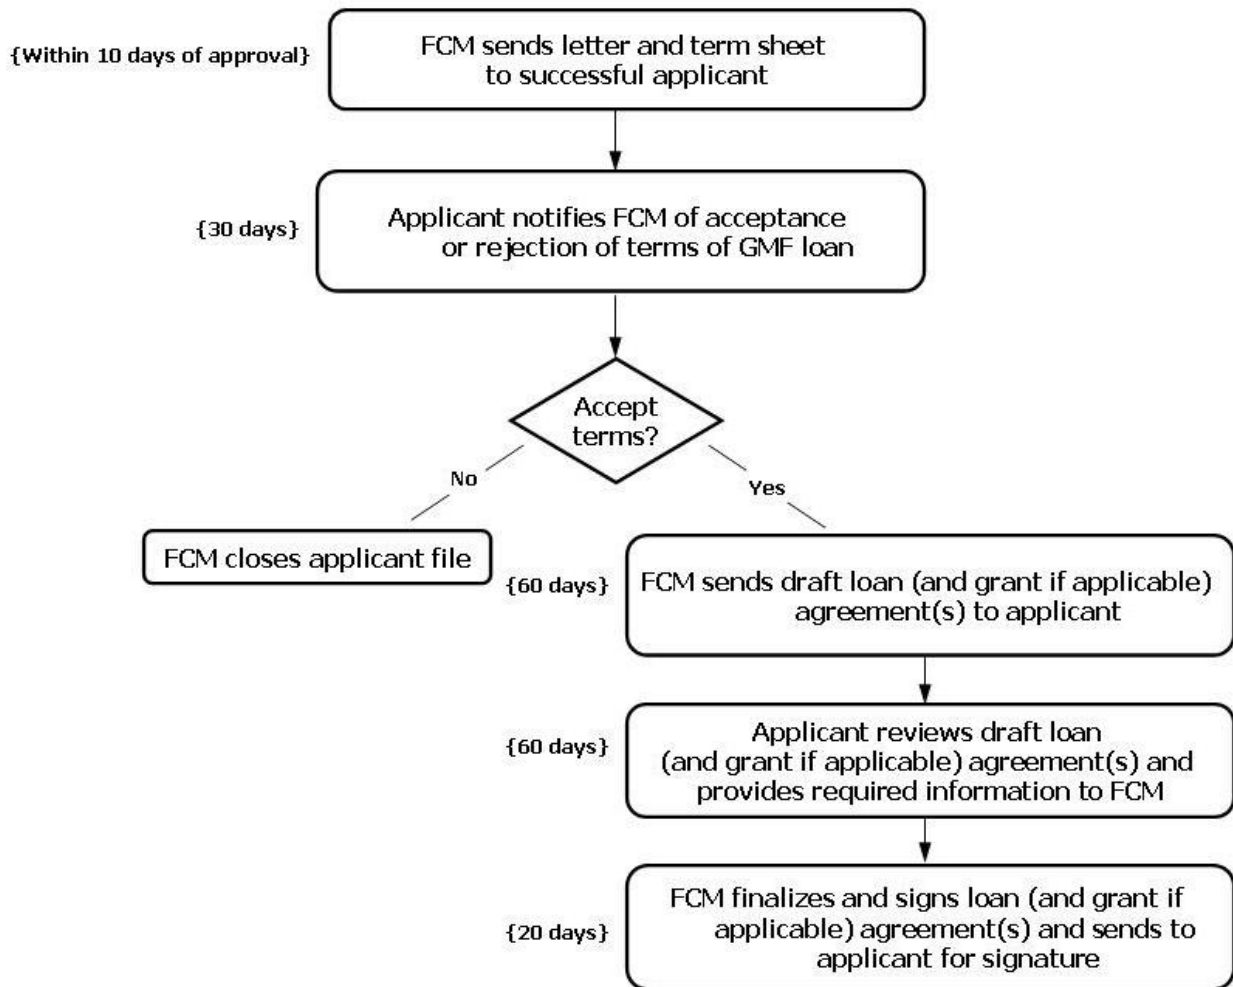 {Within 10 days of approval}
FCM sends letter and term sheet
to successful applicant
{30 days}
Applicant notifies FCM of acceptance
or rejection of terms of GMF loan
Accept
terms?
No
Yes
FCM closes applicant file
{60 days}
FCM sends draft loan (and grant if applicable)
agreement(s) to applicant
{60 days}
Applicant reviews draft loan
(and grant if applicable) agreement(s) and
provides required information to FCM
{20 days}
FCM finalizes and signs loan (and grant if
applicable) agreement(s) and sends to
applicant for signature